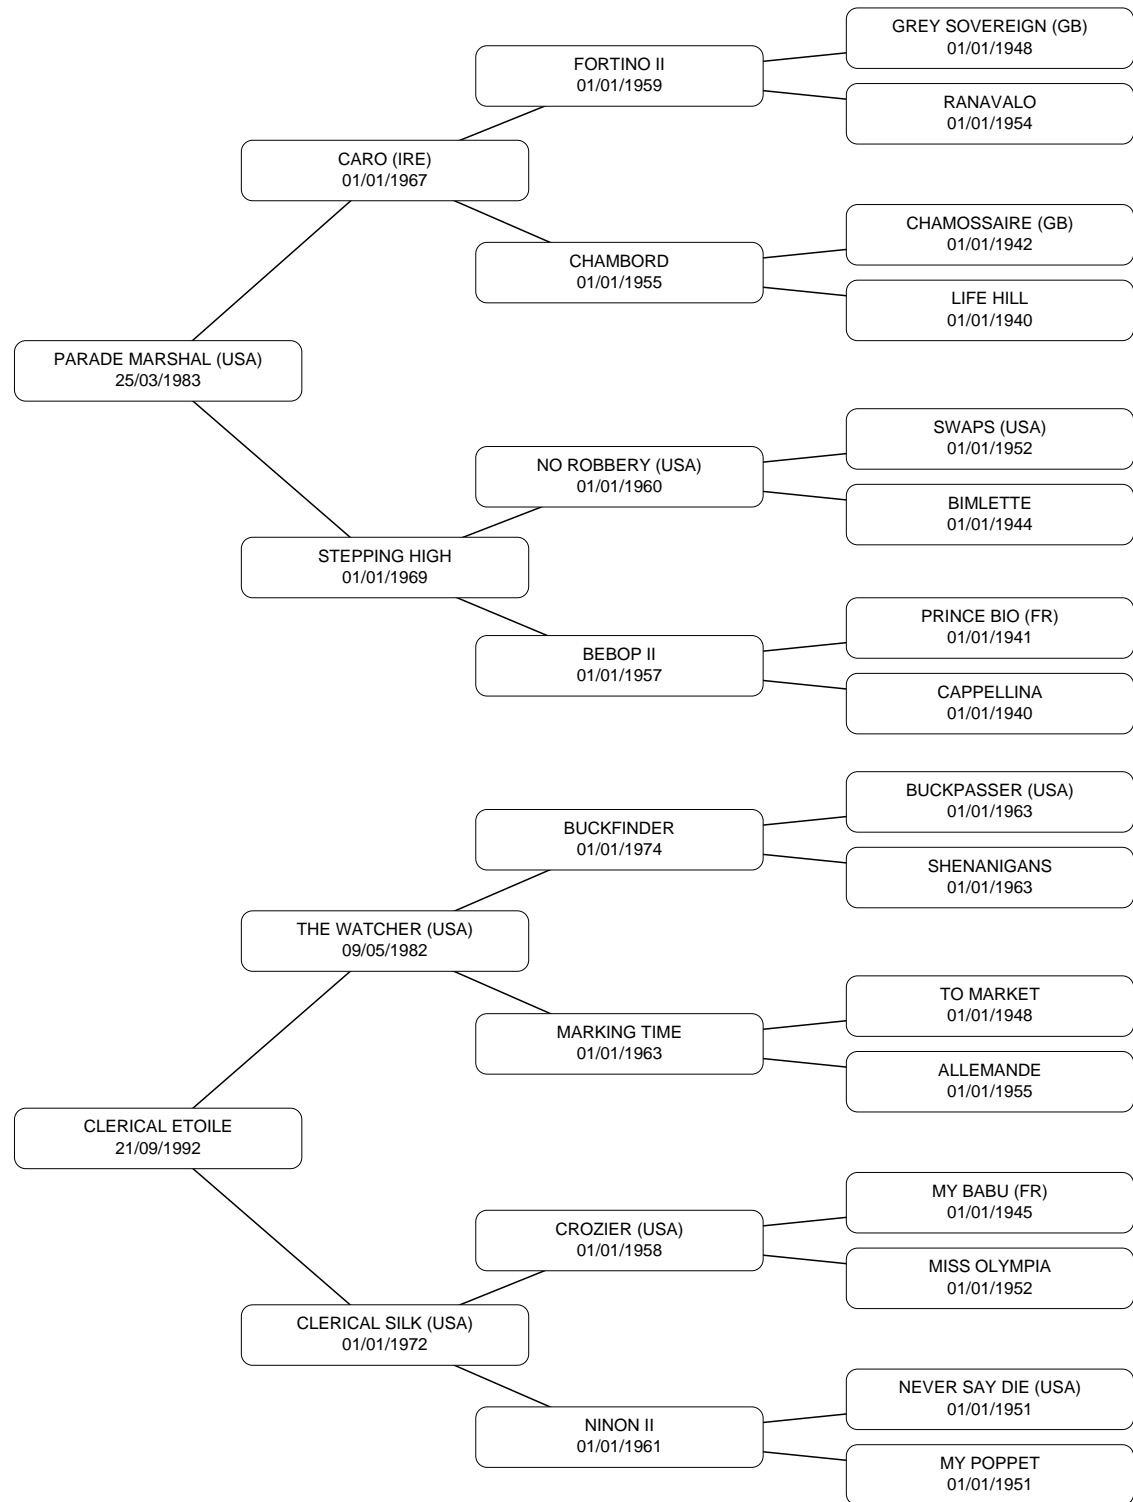 GREY SOVEREIGN (GB)
01/01/1948
FORTINO II
01/01/1959
RANAVALO
01/01/1954
CARO (IRE)
01/01/1967
CHAMOSSAIRE (GB)
01/01/1942
CHAMBORD
01/01/1955
LIFE HILL
01/01/1940
PARADE MARSHAL (USA)
25/03/1983
SWAPS (USA)
01/01/1952
NO ROBBERY (USA)
01/01/1960
BIMLETTE
01/01/1944
STEPPING HIGH
01/01/1969
PRINCE BIO (FR)
01/01/1941
BEBOP II
01/01/1957
CAPPELLINA
01/01/1940
BUCKPASSER (USA)
01/01/1963
BUCKFINDER
01/01/1974
SHENANIGANS
01/01/1963
THE WATCHER (USA)
09/05/1982
TO MARKET
01/01/1948
MARKING TIME
01/01/1963
ALLEMANDE
01/01/1955
CLERICAL ETOILE
21/09/1992
MY BABU (FR)
01/01/1945
CROZIER (USA)
01/01/1958
MISS OLYMPIA
01/01/1952
CLERICAL SILK (USA)
01/01/1972
NEVER SAY DIE (USA)
01/01/1951
NINON II
01/01/1961
MY POPPET
01/01/1951